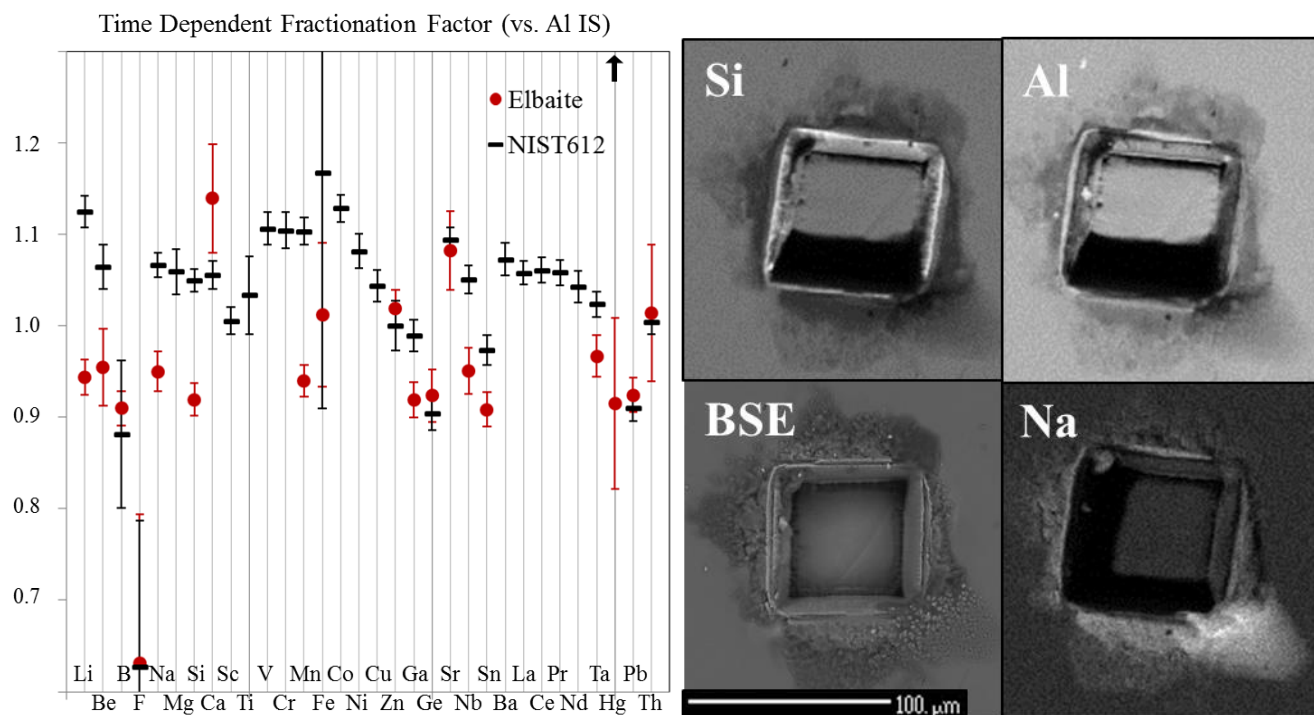 Time Dependent Fractionation Factor (vs. Al IS)
Elbaite
NIST612
1.2
1.1
1.0
0.9
0.8
0.7
Li B Na Si Sc V Mn Co Cu Ga Sr Sn La Pr Ta Pb
Be F Mg Ca Ti Cr Fe Ni Zn Ge Nb Ba Ce Nd Hg Th
Si
Al
BSE
Na
100. μm